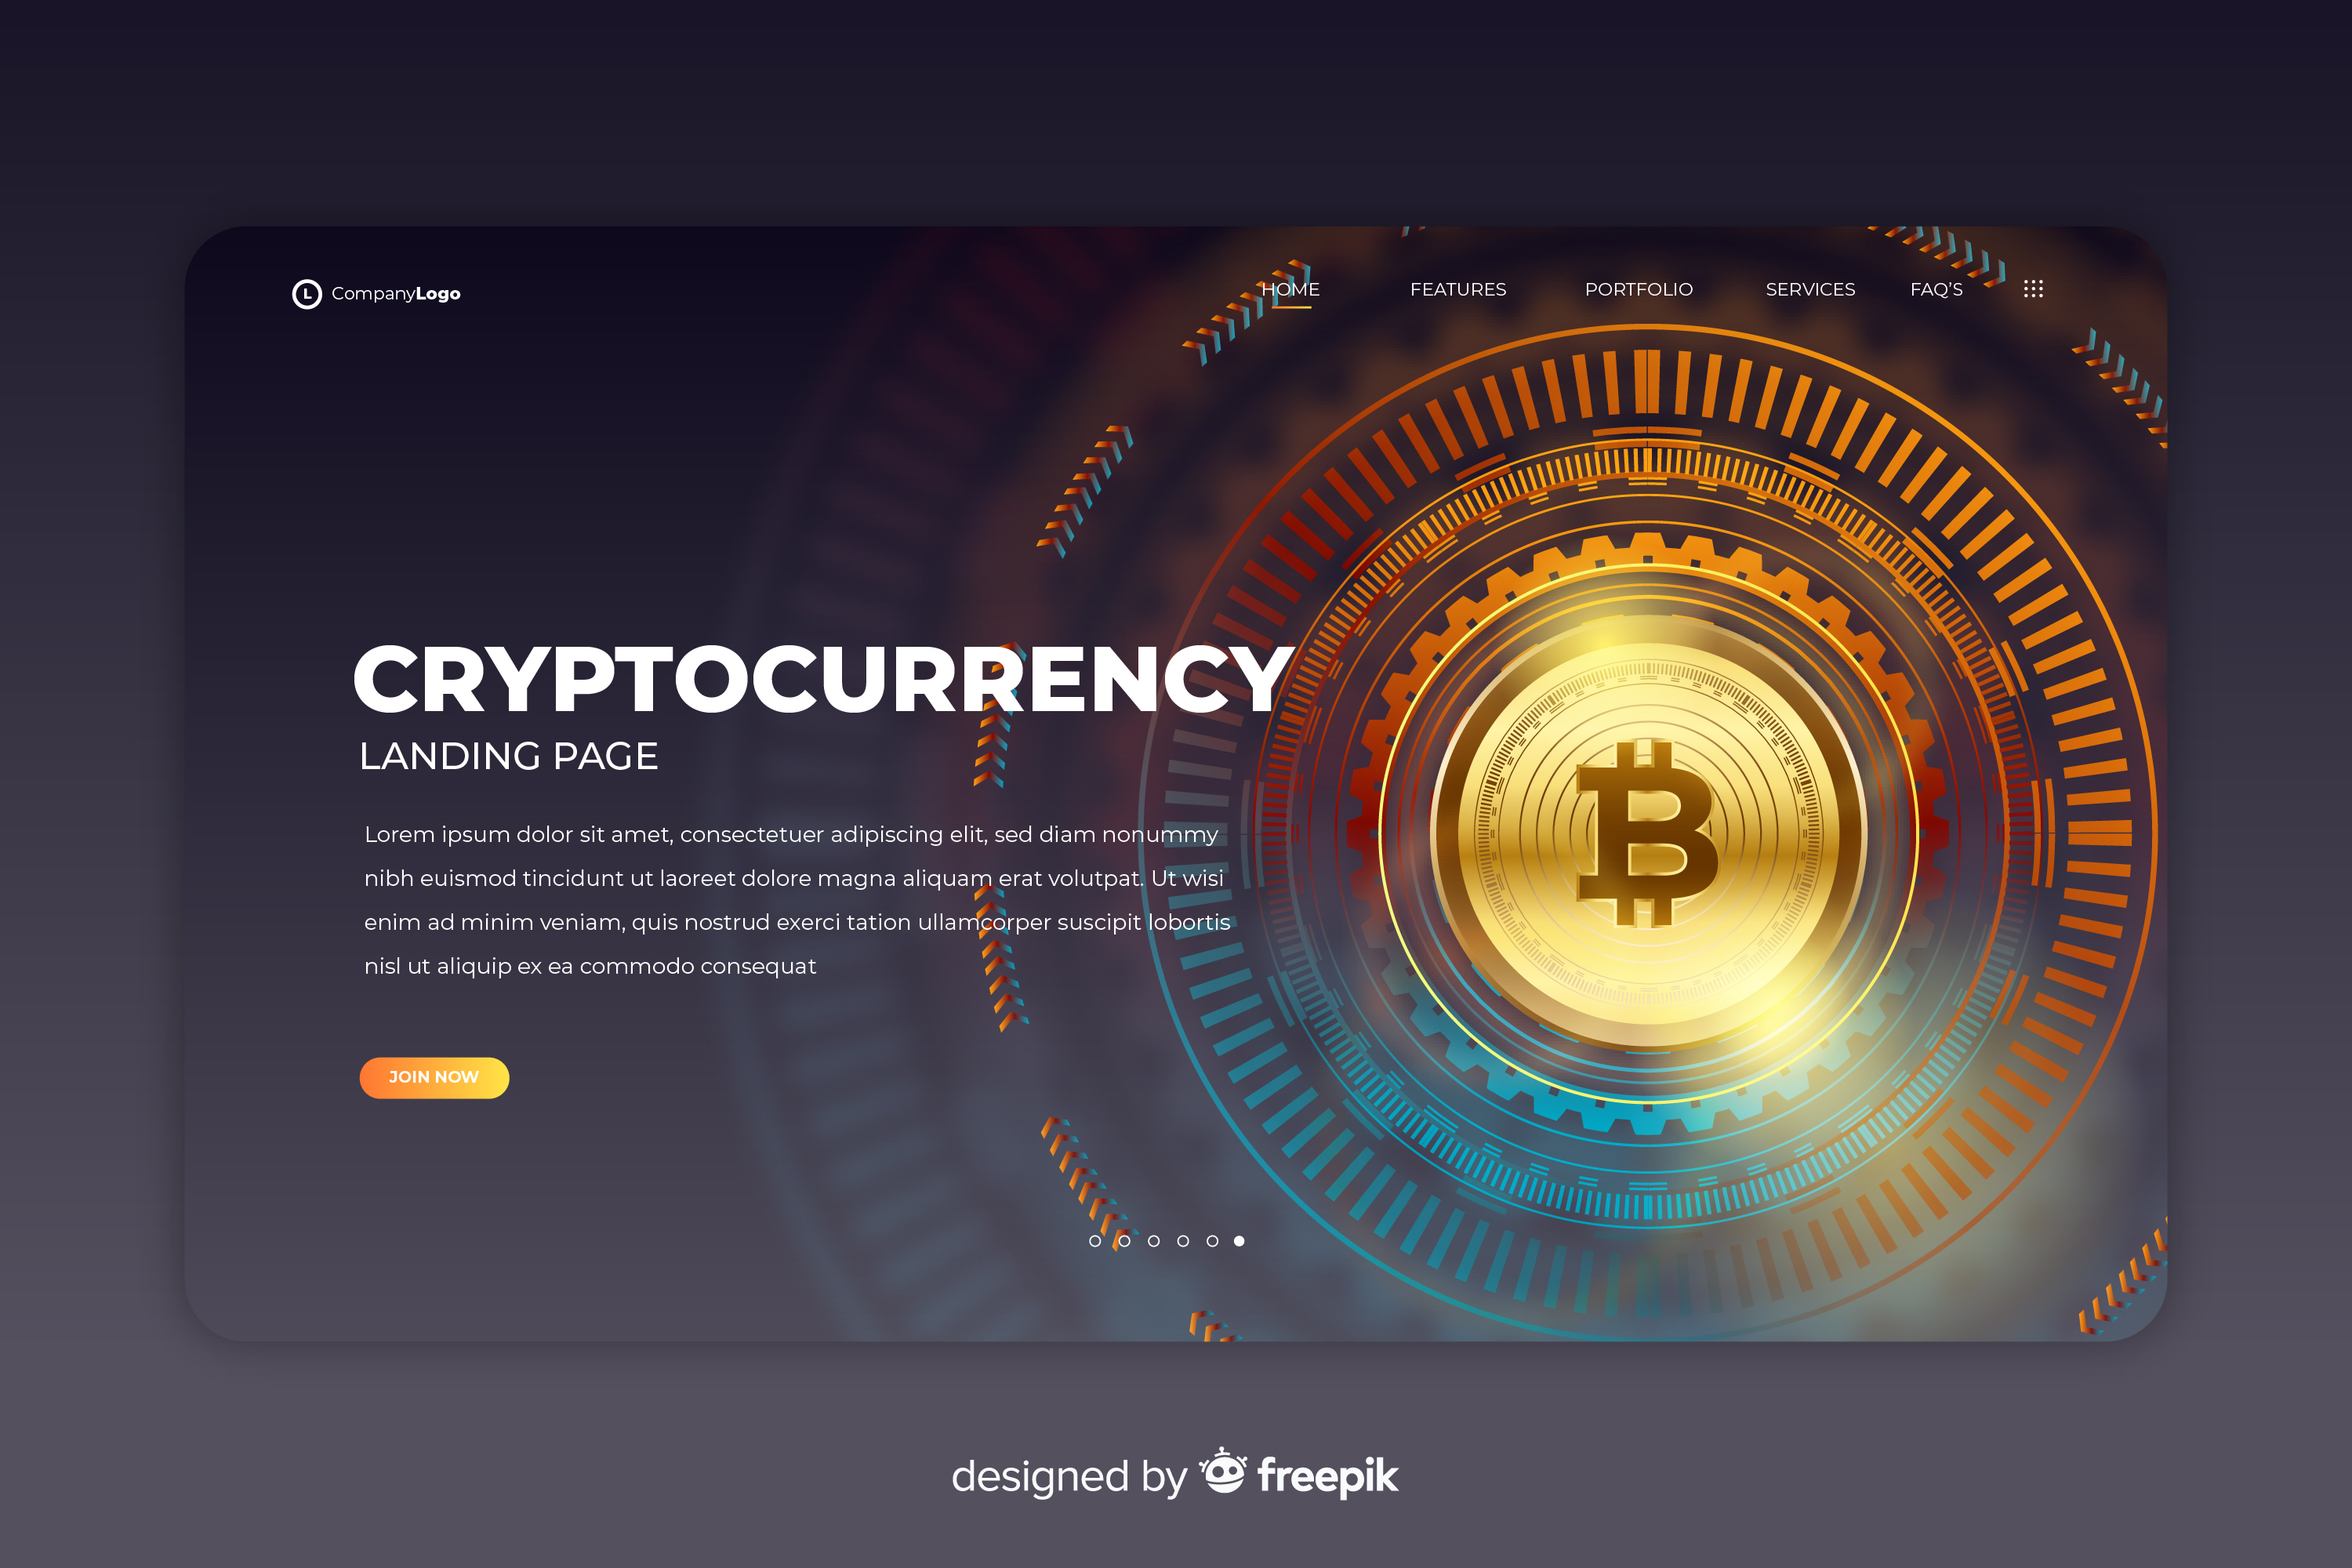 L CompanyLogo
HOME FEATURES PORTFOLIO SERVICES FAQ'S
CRYPTOCURRENCY
LANDING PAGE
Lorem ipsum dolor sit amet, consectetuer adipiscing elit, sed diam nonummy
nibh euismod tincidunt ut laoreet dolore magna aliquam erat volutpat. Ut wisi
enim ad minim veniam, quis nostrud exerci tation ullamcorper suscipit lobortis
nisl ut aliquip ex ea commodo consequat
JOIN NOW
designed by freepik